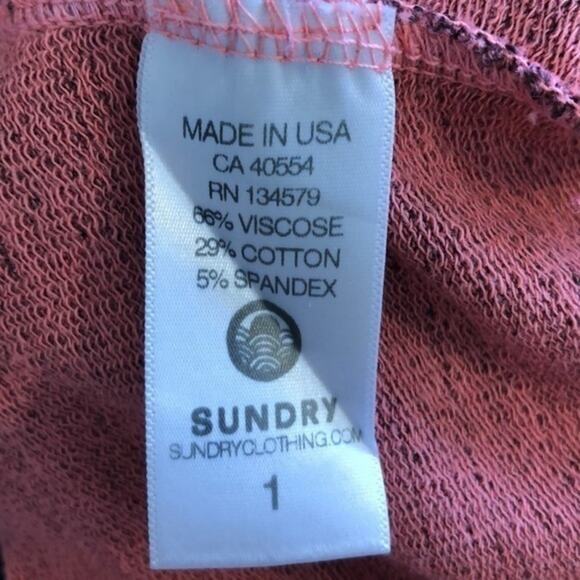 MADE IN USA
CA 40554
RN 134579
66% VISCOSE
29% COTTON
5% SPANDEX
SUNDRY
SUNDRYCLOTHING.COM
1